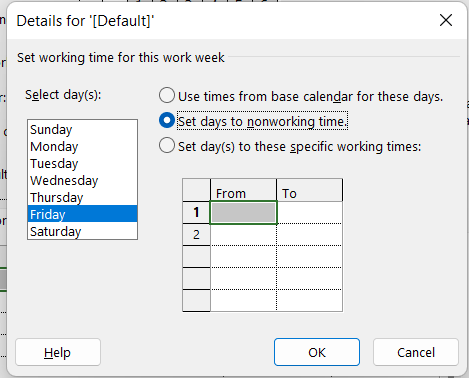 Details for '[Default]'
Set working time for this work week
Select day(s):
Sunday
Monday
Tuesday
Wednesday
Thursday
Friday
Saturday
Use times from base calendar for these days.
Set days to nonworking time.
Set day(s) to these specific working times:
From To
1
2
Help OK Cancel